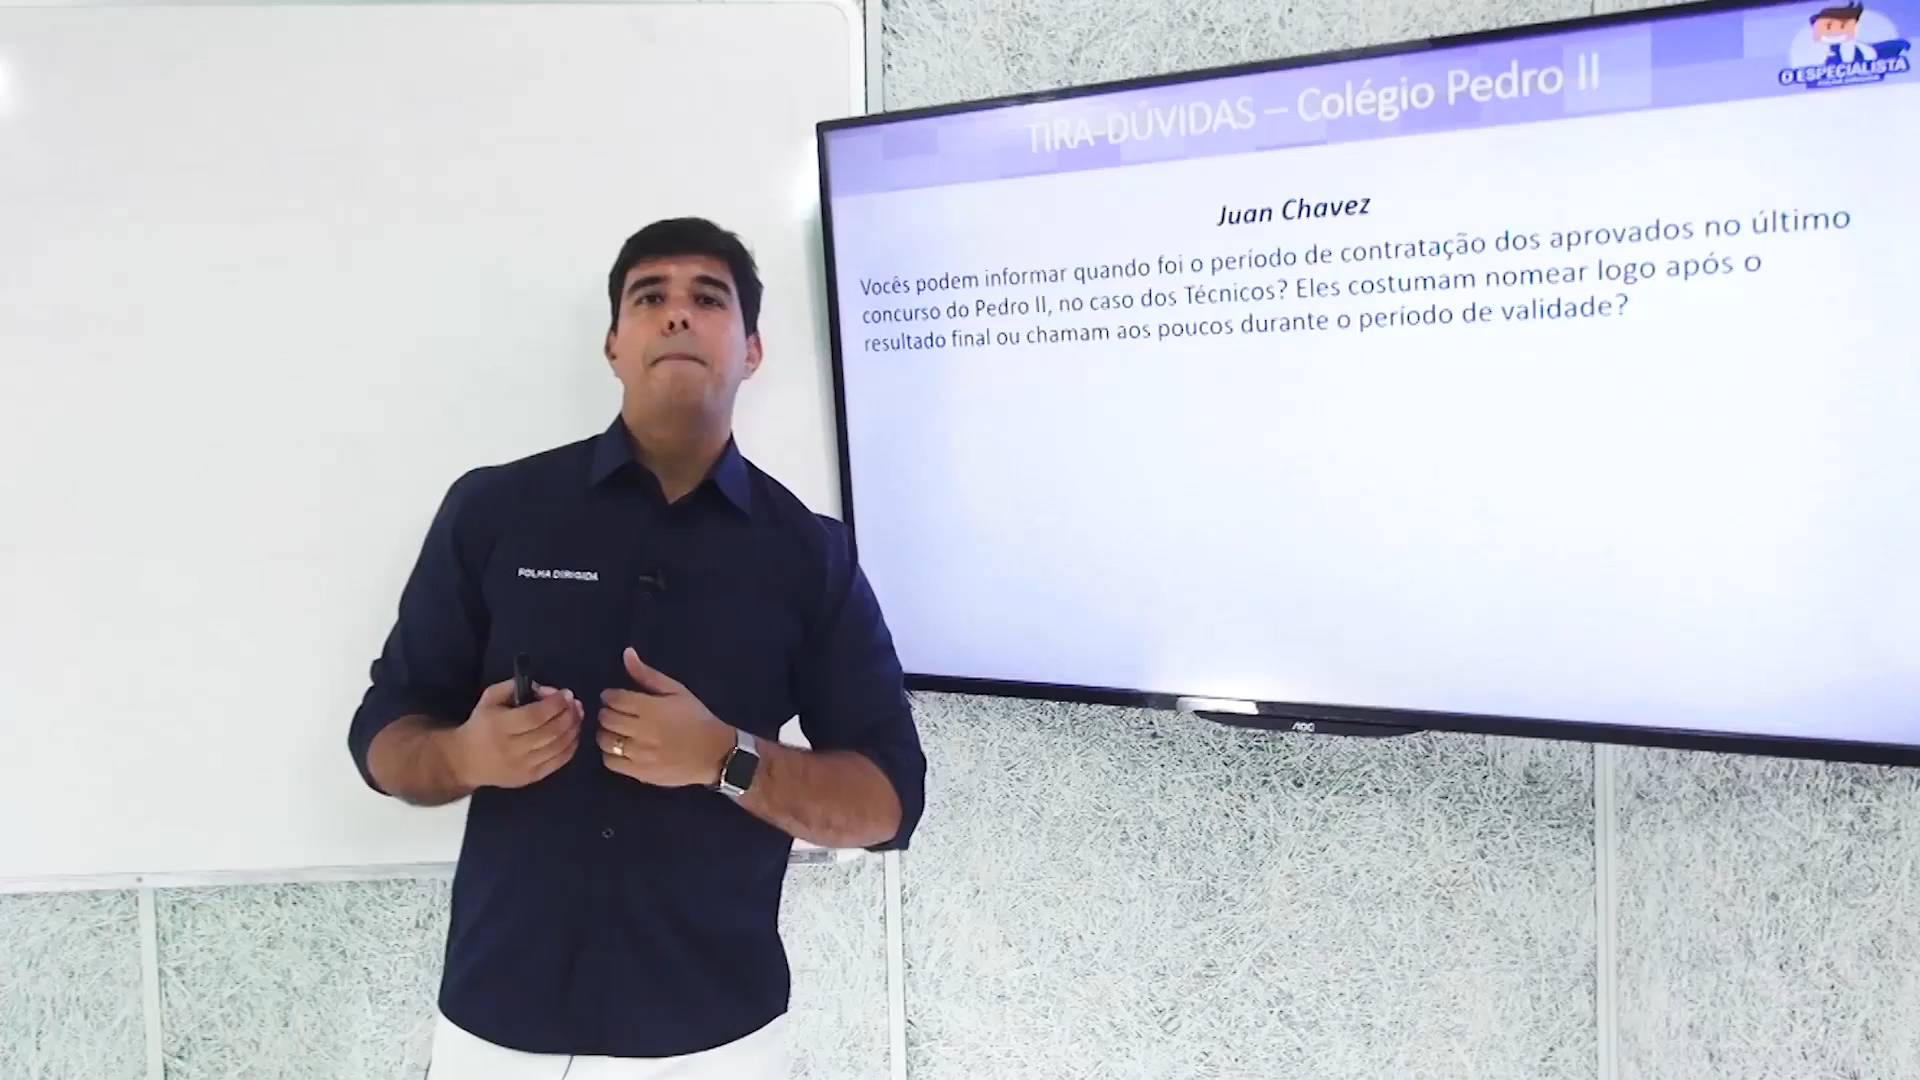 O ESPECIALISTA
TIRA-DÚVIDAS – Colégio Pedro II
Juan Chavez
Vocês podem informar quando foi o período de contratação dos aprovados no último
concurso do Pedro II, no caso dos Técnicos? Eles costumam nomear logo após o
resultado final ou chamam aos poucos durante o período de validade?
FOLHA DIRIGIDA
AOC